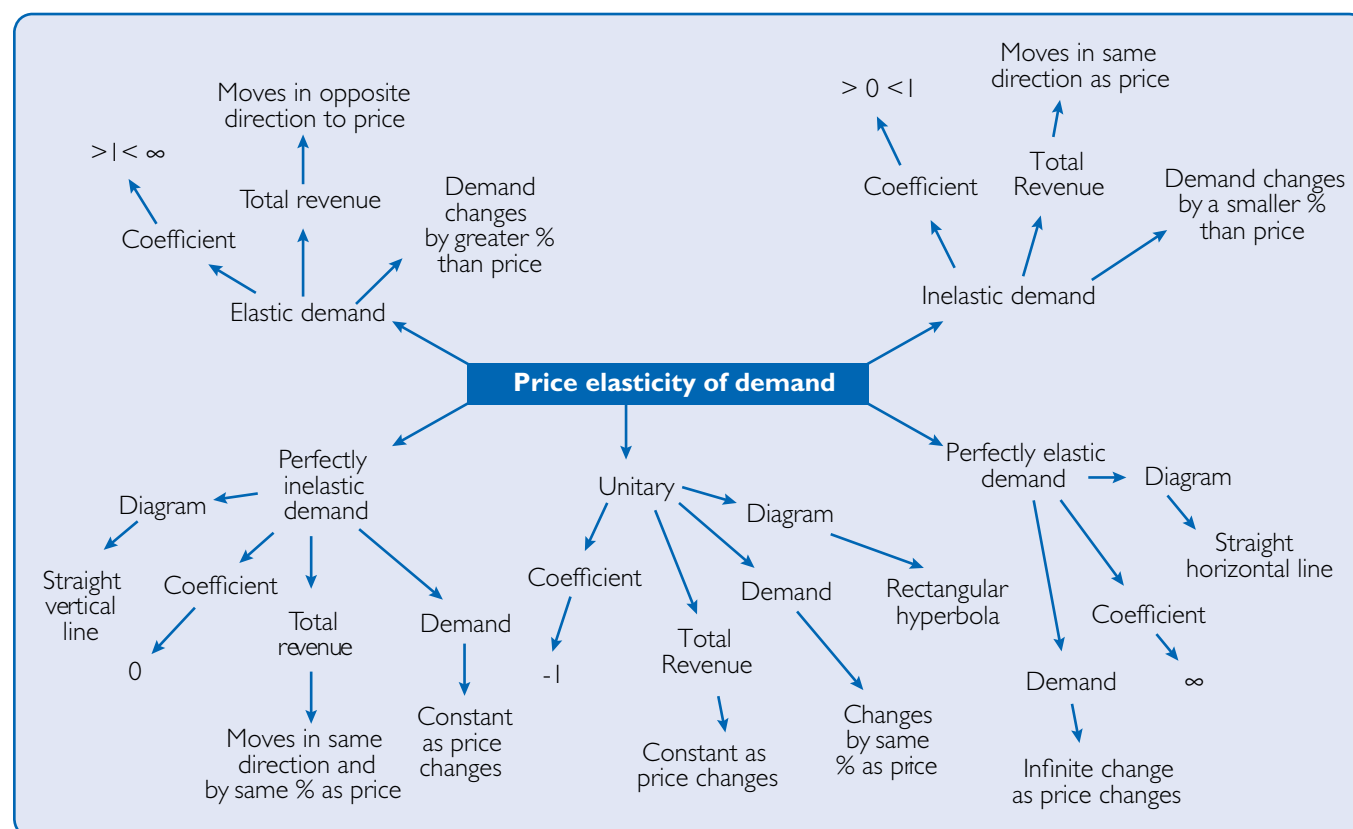 Moves in opposite
direction to price
>1< ∞
Total revenue
Coefficient
Demand
changes
by greater %
than price
Elastic demand
Moves in same
direction as price
> 0 <1
Total
Revenue
Coefficient
Demand changes
by a smaller %
than price
Inelastic demand
Price elasticity of demand
Perfectly
inelastic
demand
Diagram
Straight
vertical
line
Coefficient
0
Total
revenue
Moves in same
direction and
by same % as price
Demand
Constant
as price
changes
Unitary
Coefficient
-1
Total
Revenue
Constant as
price changes
Demand
Changes
by same
% as price
Diagram
Rectangular
hyperbola
Perfectly elastic
demand
Diagram
Straight
horizontal line
Coefficient
∞
Demand
Infinite change
as price changes